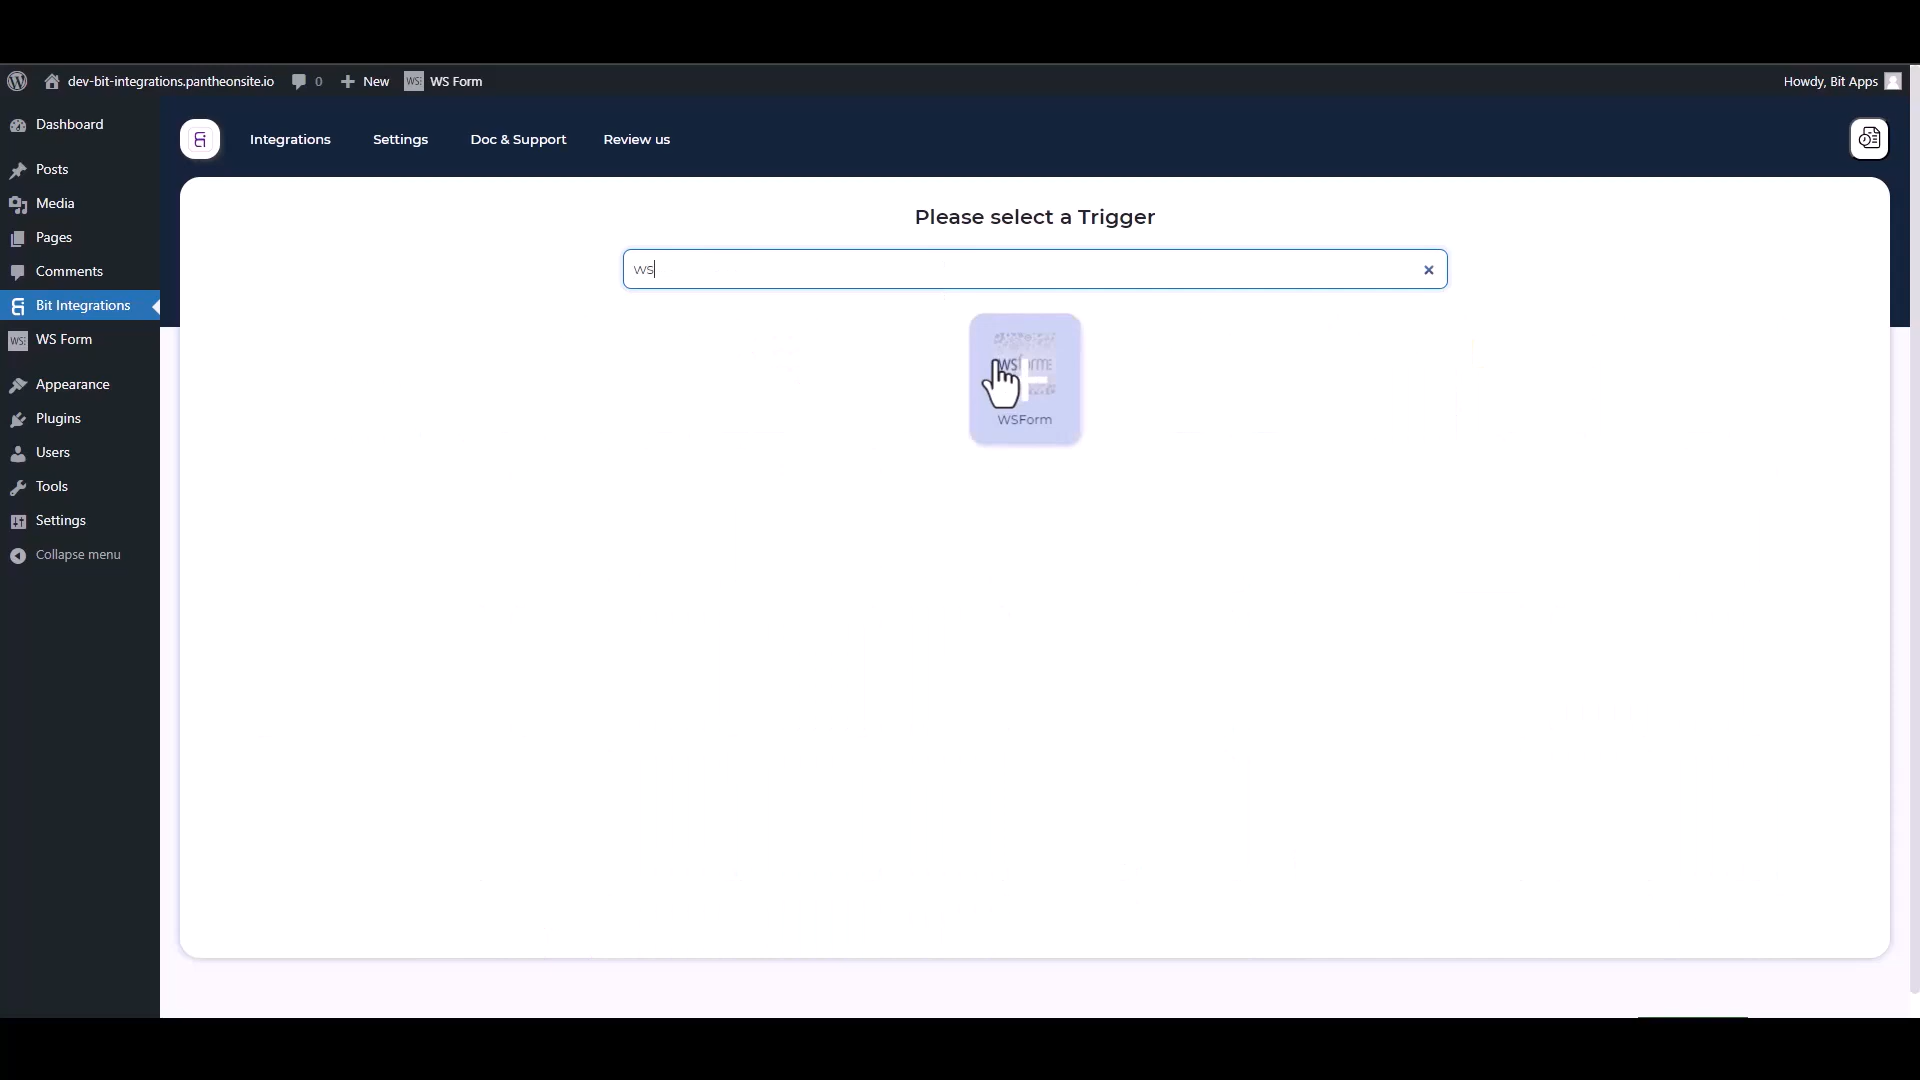 dev-bit-integrations.pantheonsite.io
0
New
WS Form
Howdy, Bit Apps
Dashboard
Posts
Media
Pages
Comments
Bit Integrations
WS Form
Appearance
Plugins
Users
Tools
Settings
Collapse menu
Integrations
Settings
Doc & Support
Review us
Please select a Trigger
ws
WSForm